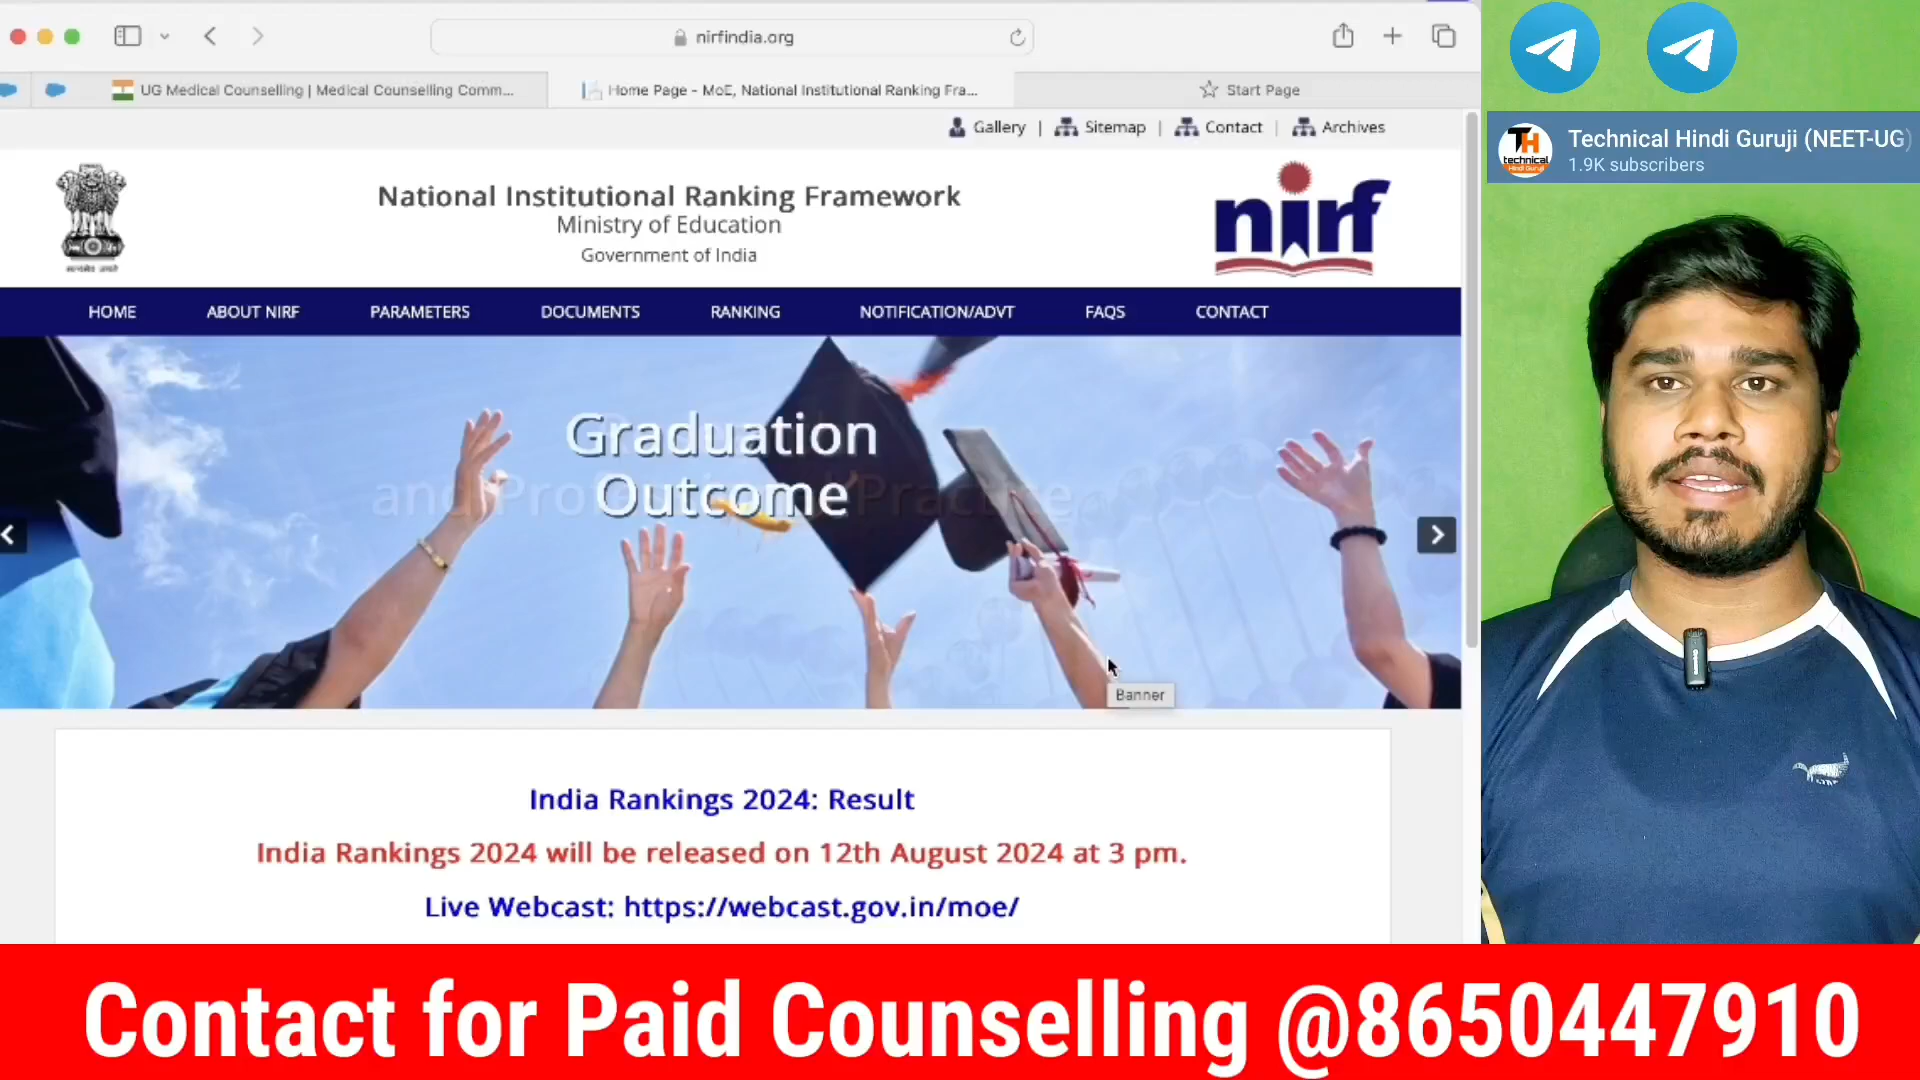 nirfindia.org
UG Medical Counselling | Medical Counselling Comm...
Home Page - MoE, National Institutional Ranking Fra...
Start Page
Gallery | Sitemap | Contact | Archives
National Institutional Ranking Framework
Ministry of Education
Government of India
nirf
HOME ABOUT NIRF PARAMETERS DOCUMENTS RANKING NOTIFICATION/ADVT FAQS CONTACT
Graduation
Outcome
Banner
India Rankings 2024: Result
India Rankings 2024 will be released on 12th August 2024 at 3 pm.
Live Webcast: https://webcast.gov.in/moe/
TH
technical
Hindi Guruji
Technical Hindi Guruji (NEET-UG)
1.9K subscribers
Contact for Paid Counselling @8650447910